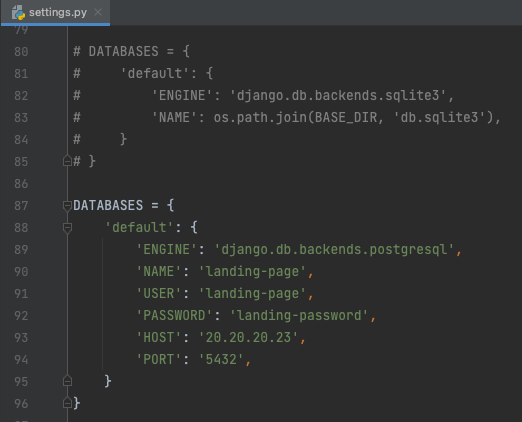 settings.py
79
80 # DATABASES = {
81 #     'default': {
82 #         'ENGINE': 'django.db.backends.sqlite3',
83 #         'NAME': os.path.join(BASE_DIR, 'db.sqlite3'),
84 #     }
85 # }
86
87 DATABASES = {
88     'default': {
89         'ENGINE': 'django.db.backends.postgresql',
90         'NAME': 'landing-page',
91         'USER': 'landing-page',
92         'PASSWORD': 'landing-password',
93         'HOST': '20.20.20.23',
94         'PORT': '5432',
95     }
96 }